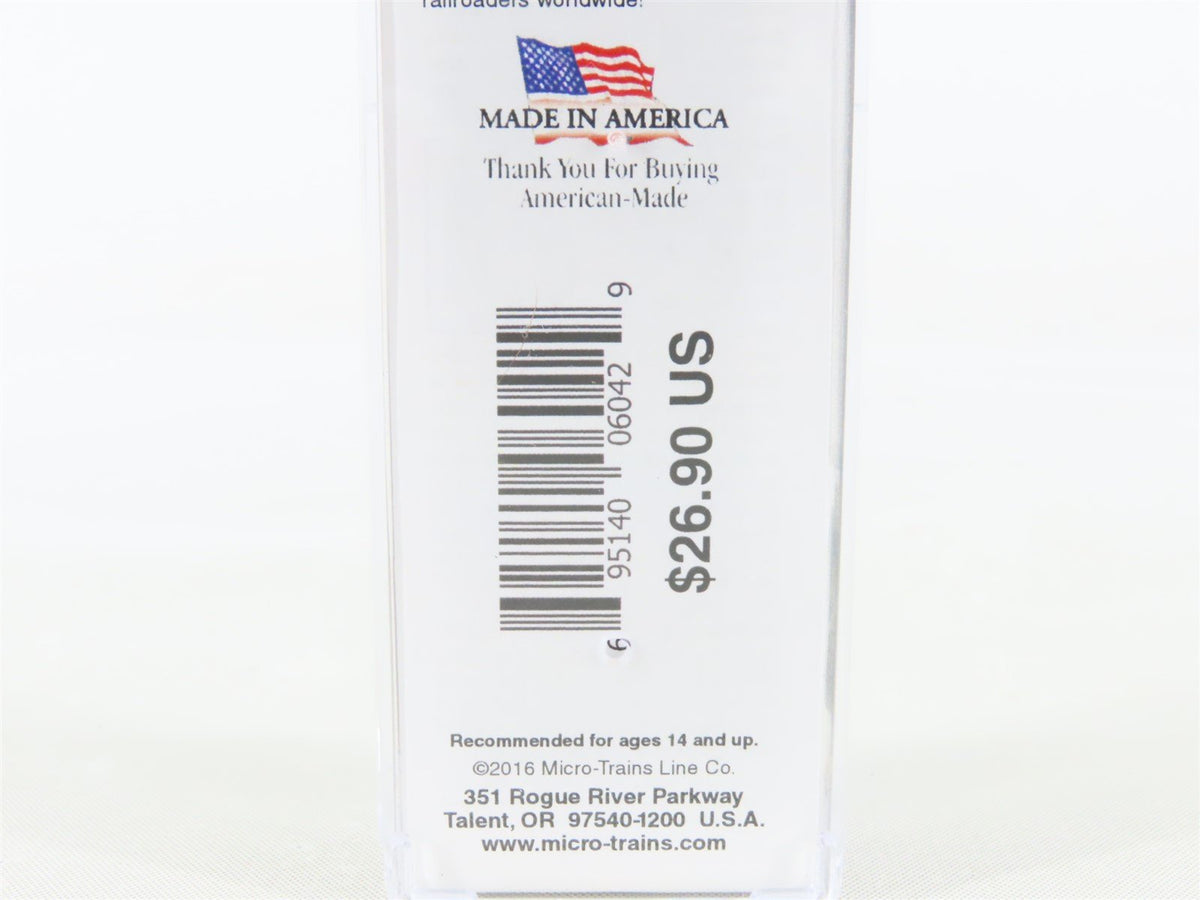 railroaders worldwide!
MADE IN AMERICA
Thank You For Buying
American-Made
6 95140 06042 9
$26.90 US
Recommended for ages 14 and up.
©2016 Micro-Trains Line Co.
351 Rogue River Parkway
Talent, OR 97540-1200 U.S.A.
www.micro-trains.com